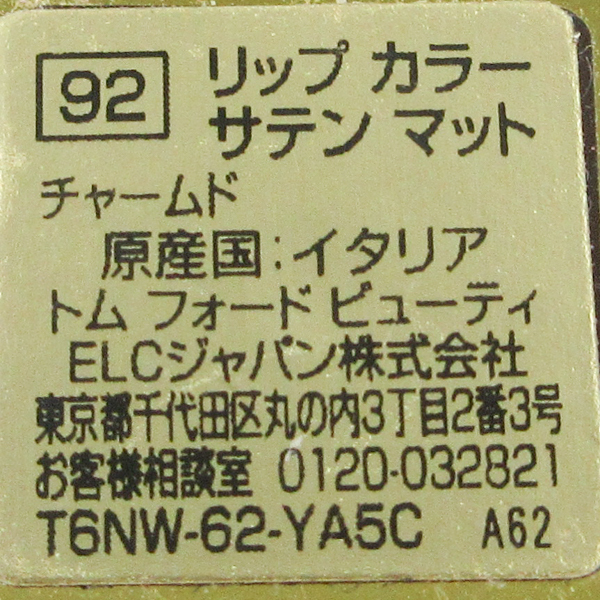 92 リップ カラー
サテン マット
チャームド
原産国:イタリア
トム フォード ビューティ
ELCジャパン株式会社
東京都千代田区丸の内3丁目2番3号
お客様相談室 0120-032821
T6NW-62-YA5C A62